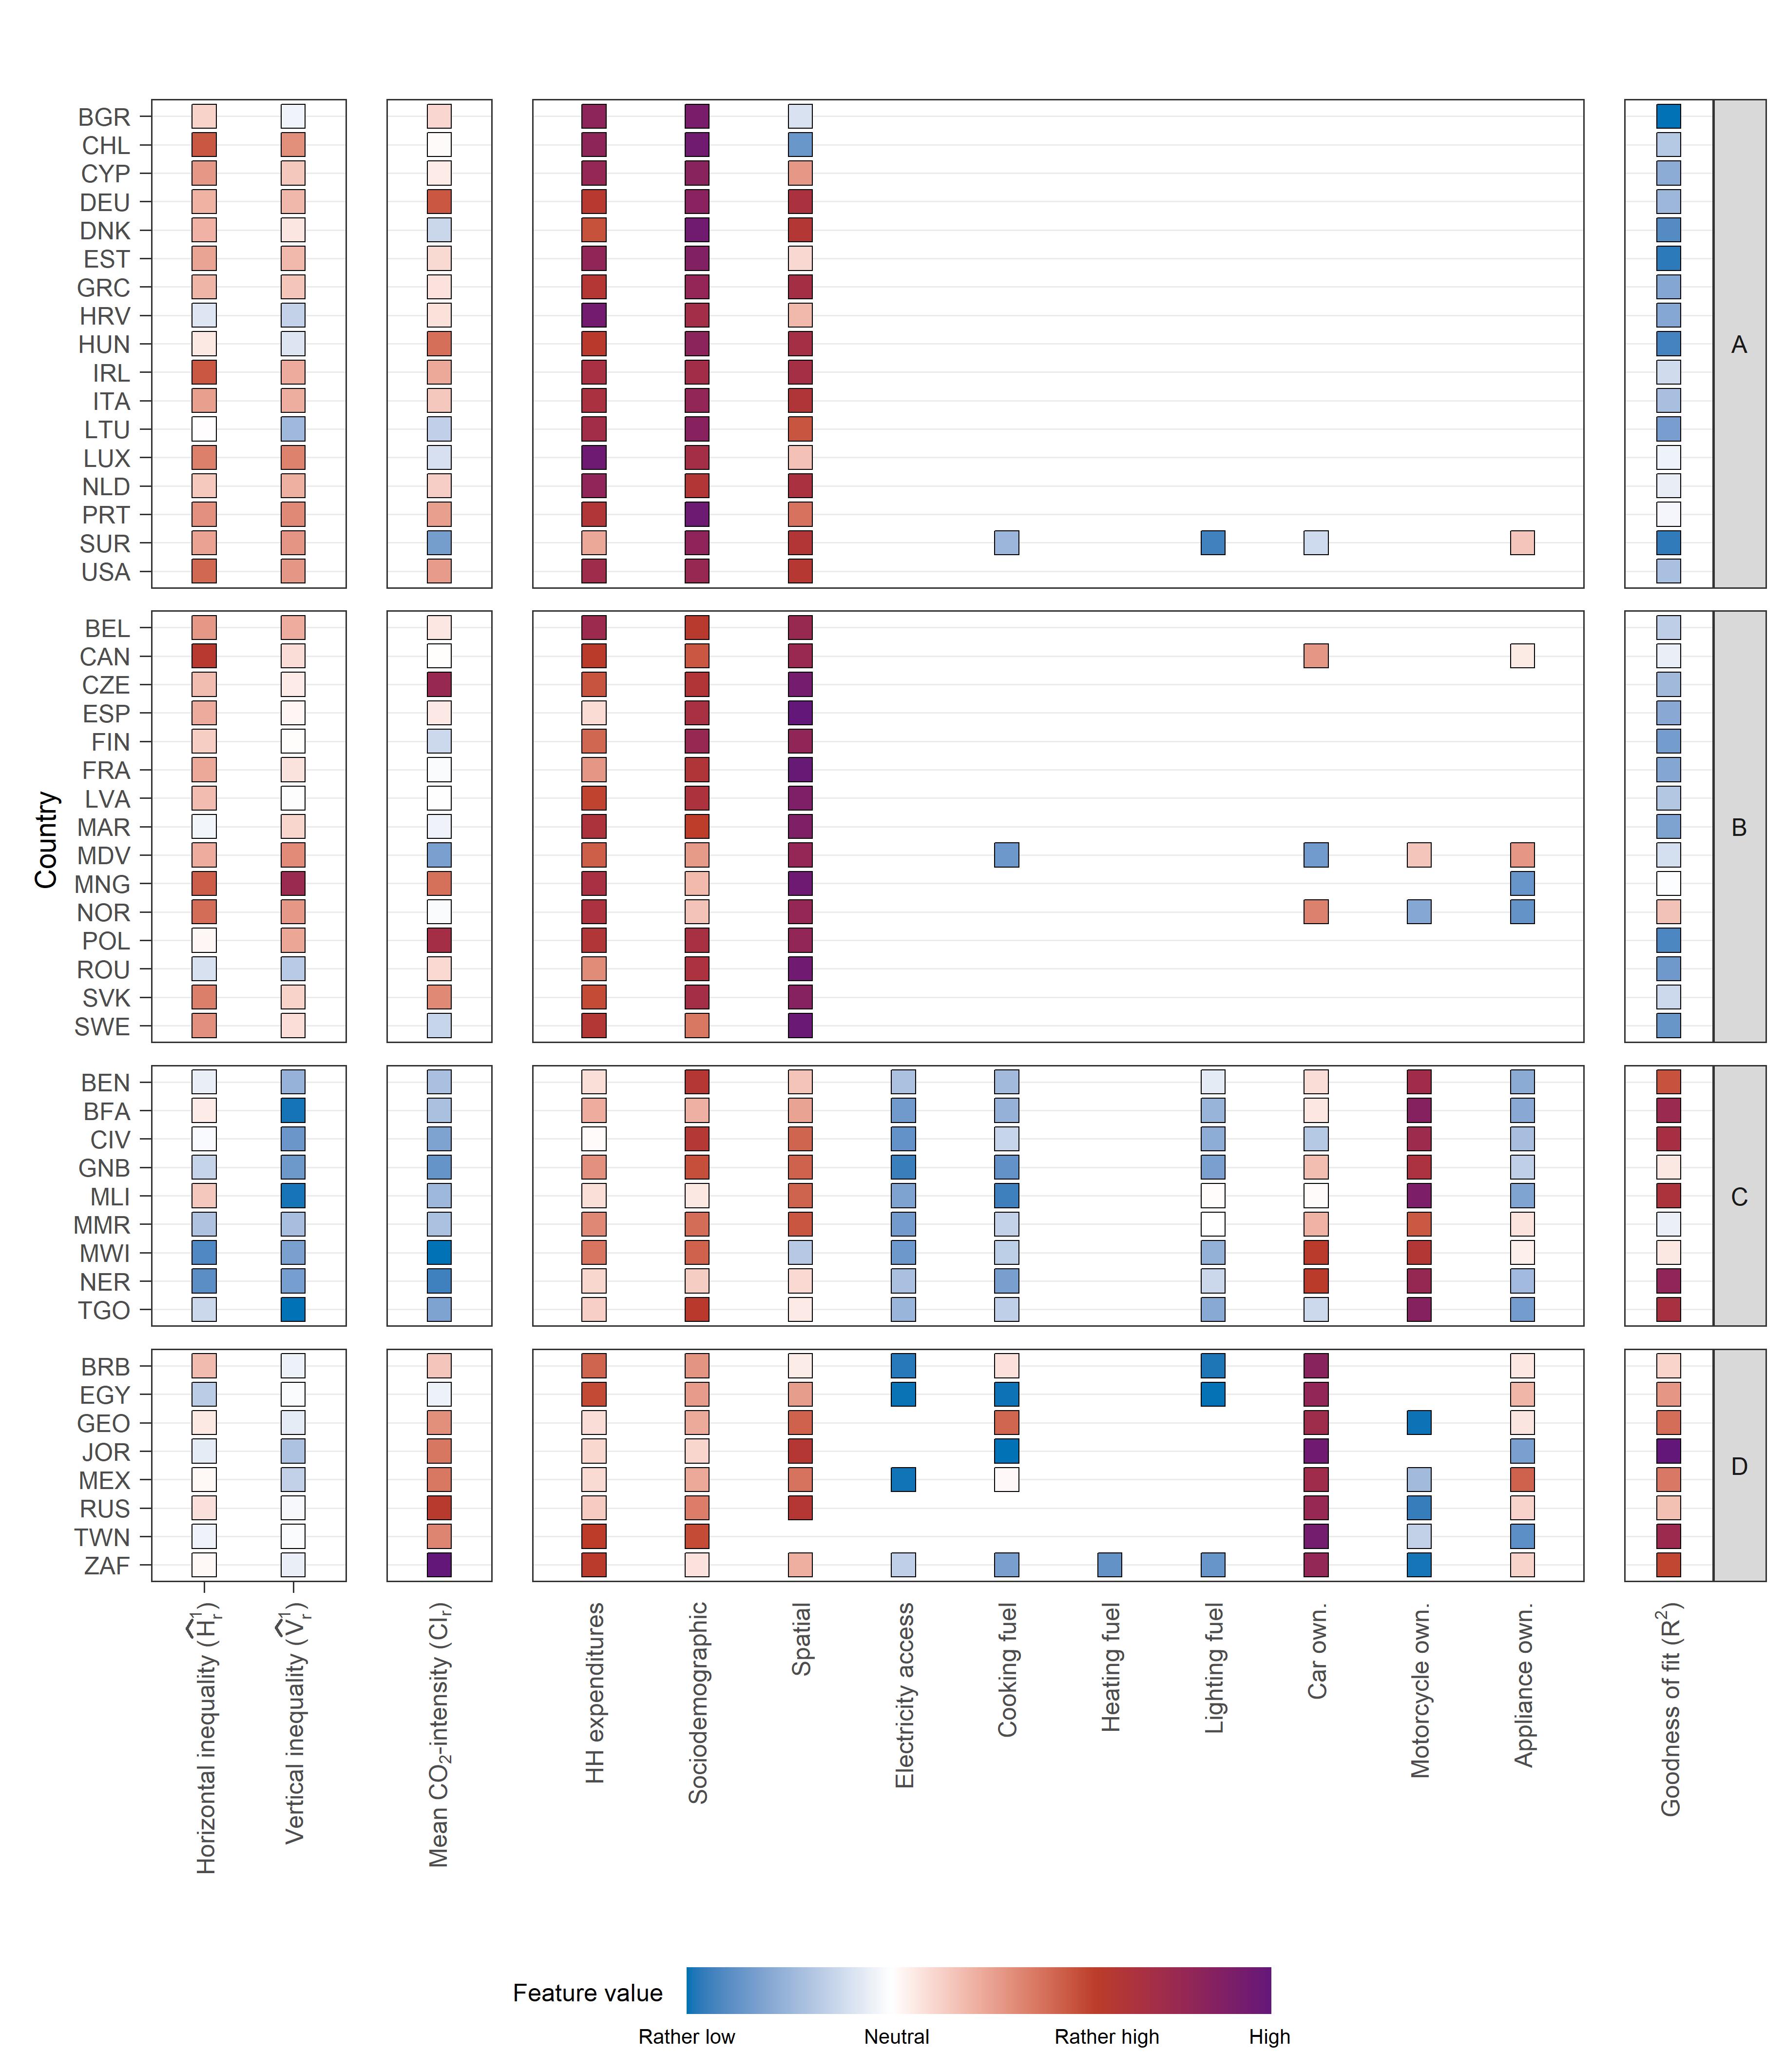 Country
BGR
CHL
CYP
DEU
DNK
EST
GRC
HRV
HUN
IRL
ITA
LTU
LUX
NLD
PRT
SUR
USA
A
BEL
CAN
CZE
ESP
FIN
FRA
LVA
MAR
MDV
MNG
NOR
POL
ROU
SVK
SWE
B
BEN
BFA
CIV
GNB
MLI
MMR
MWI
NER
TGO
C
BRB
EGY
GEO
JOR
MEX
RUS
TWN
ZAF
D
Horizontal inequality (Ĥ¹ᵣ)
Vertical inequality (V̂¹ᵣ)
Mean CO₂-intensity (CIᵣ)
HH expenditures
Sociodemographic
Spatial
Electricity access
Cooking fuel
Heating fuel
Lighting fuel
Car own.
Motorcycle own.
Appliance own.
Goodness of fit (R²)
Feature value
Rather low Neutral Rather high High